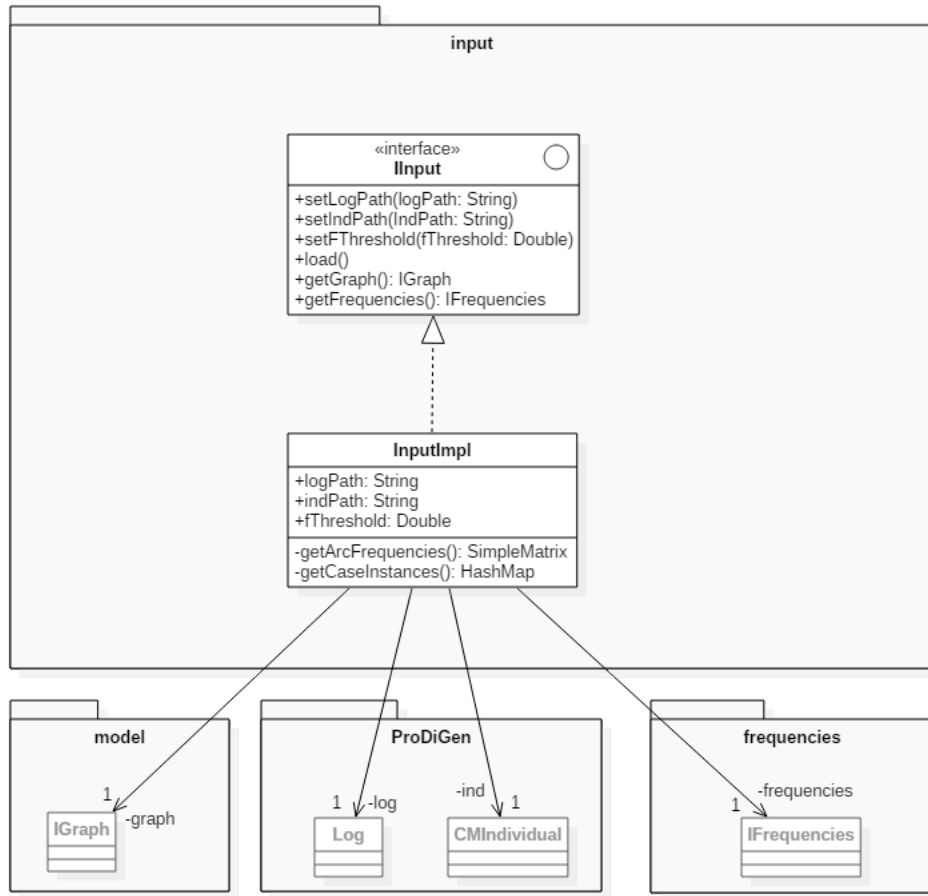 input
«interface»
IInput
+setLogPath(logPath: String)
+setIndPath(IndPath: String)
+setFThreshold(fThreshold: Double)
+load()
+getGraph(): IGraph
+getFrequencies(): IFrequencies
InputImpl
+logPath: String
+indPath: String
+fThreshold: Double
-getArcFrequencies(): SimpleMatrix
-getCaseInstances(): HashMap
model
1
-graph
IGraph
ProDiGen
1
-log
-ind
1
Log
CMIndividual
frequencies
-frequencies
1
IFrequencies